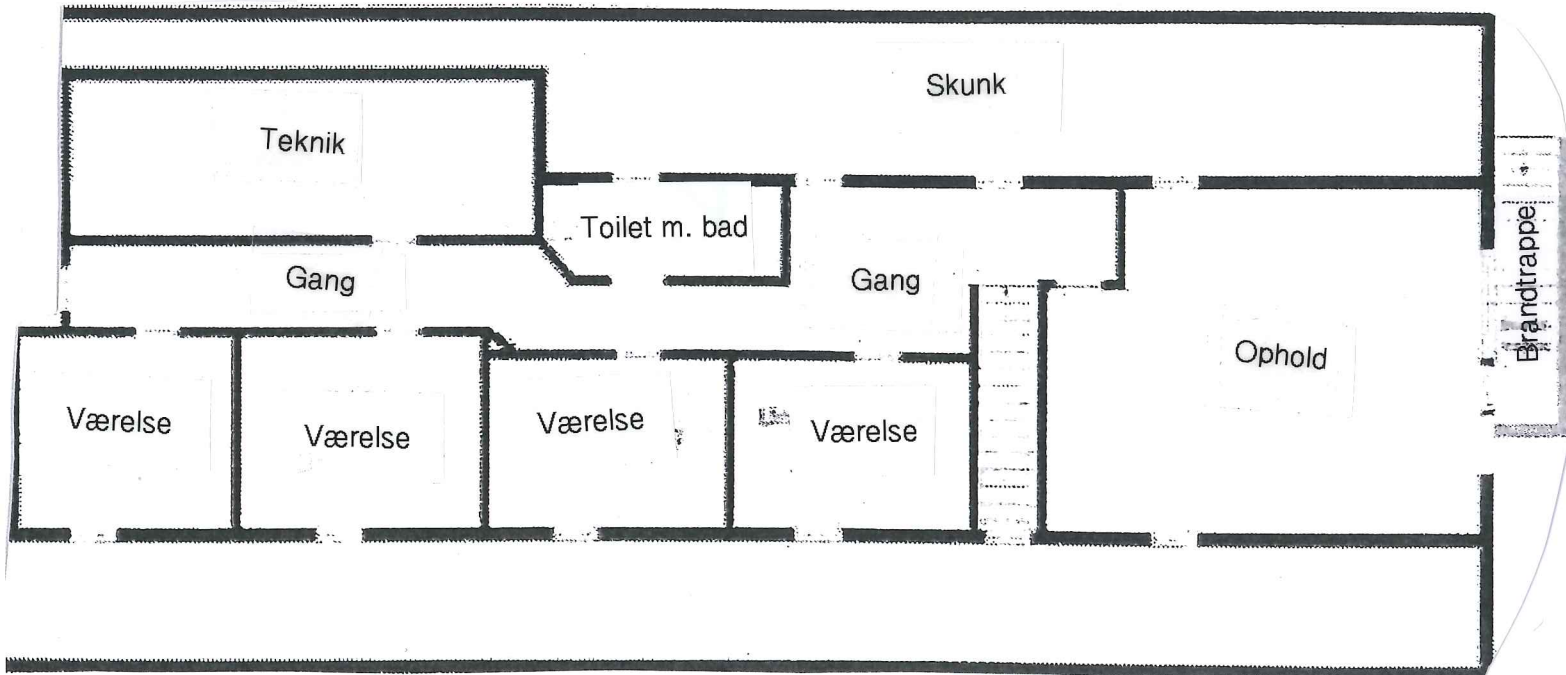 Skunk
Teknik
Toilet m. bad
Gang
Gang
Brandtrappe
Ophold
Værelse
Værelse
Værelse
Værelse